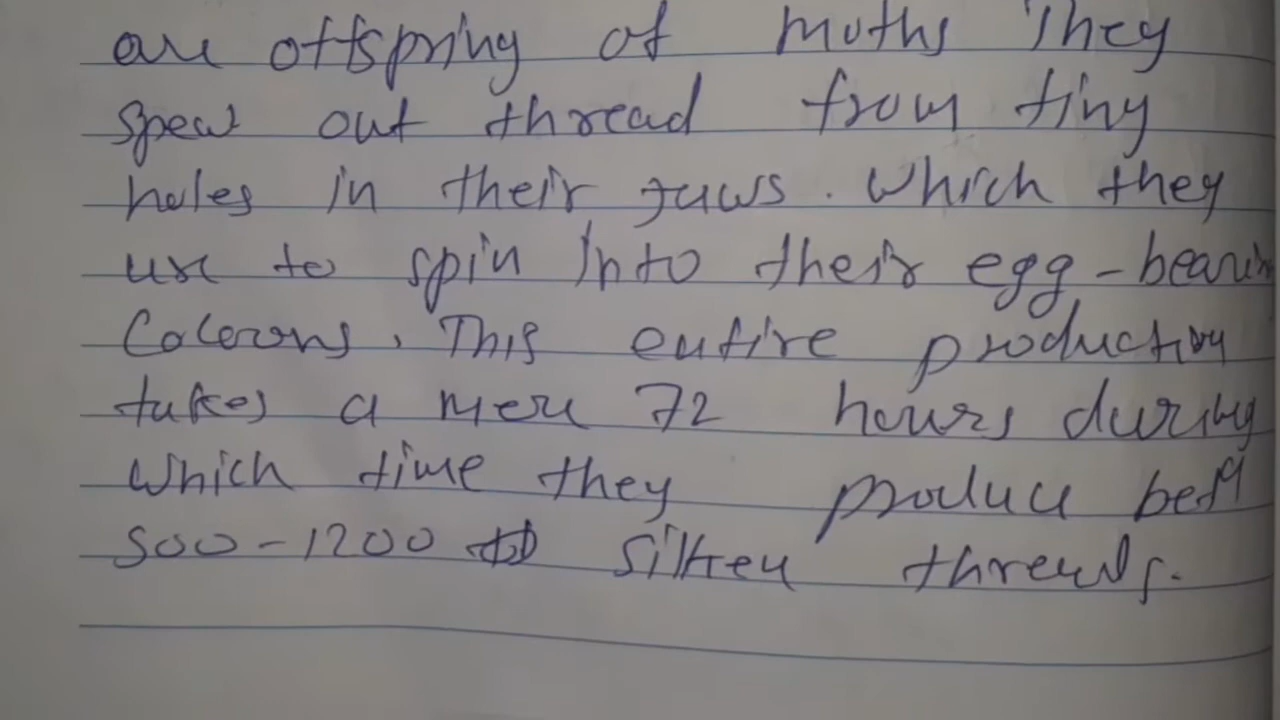 are offspring of moths They
spew out thread from tiny
holes in their jaws. Which they
use to spin into their egg-bearin
Cocoons. This entire production
takes a mere 72 hours during
which time they produce betn
500-1200 silken threads.